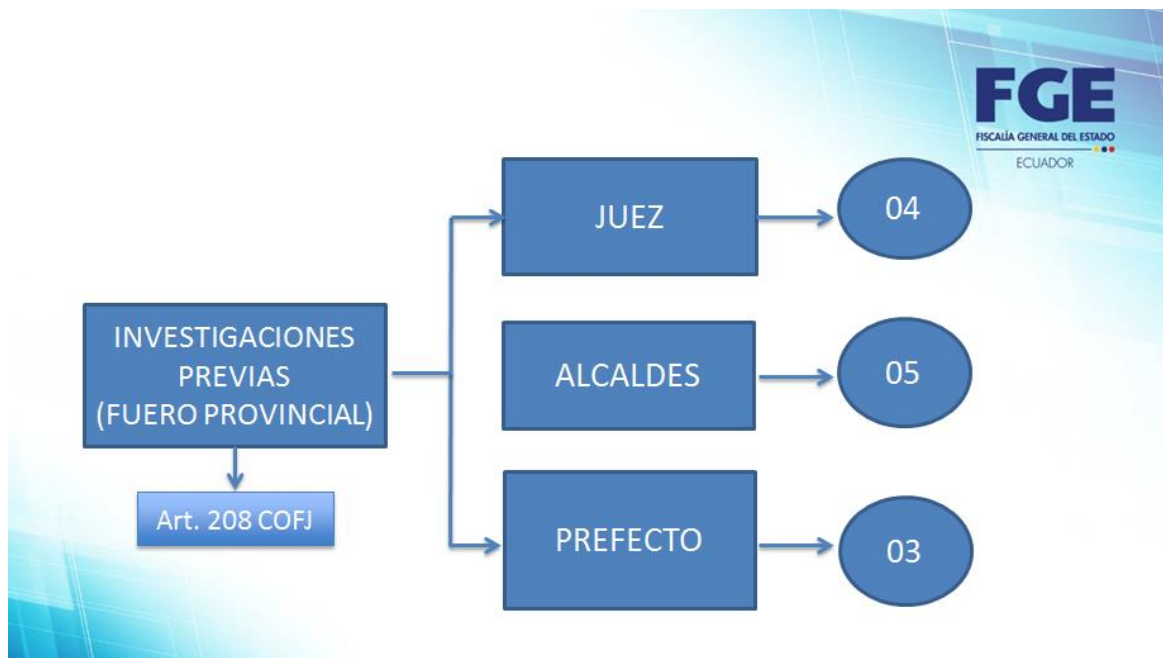 FGE
FISCALÍA GENERAL DEL ESTADO
ECUADOR
INVESTIGACIONES
PREVIAS
(FUERO PROVINCIAL)
Art. 208 COFJ
JUEZ
04
ALCALDES
05
PREFECTO
03